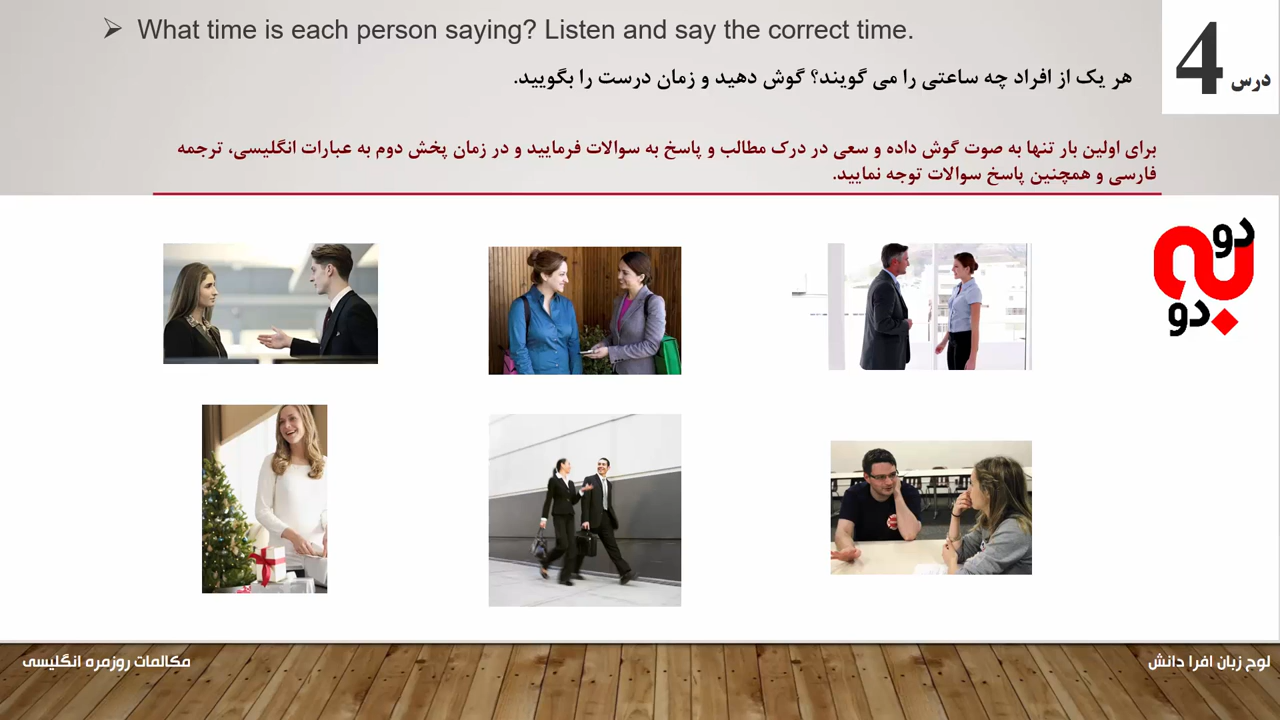 What time is each person saying? Listen and say the correct time.
درس 4
هر یک از افراد چه ساعتی را می گویند؟ گوش دهید و زمان درست را بگویید.
برای اولین بار تنها به صوت گوش داده و سعی در درک مطالب و پاسخ به سوالات فرمایید و در زمان پخش دوم به عبارات انگلیسی، ترجمه
فارسی و همچنین پاسخ سوالات توجه نمایید.
دو
به
دو
مکالمات روزمره انگلیسی
لوح زبان افرا دانش